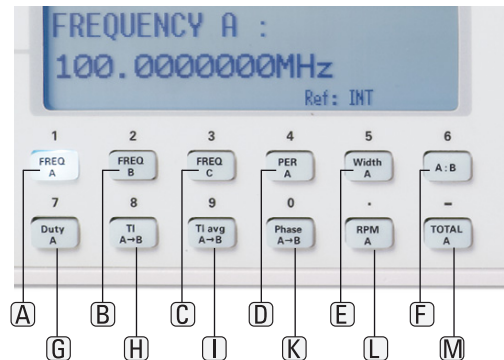 FREQUENCY A :
100.0000000MHz
Ref: INT
1 2 3 4 5 6
FREQ A FREQ B FREQ C PER A Width A A:B
7 8 9 0 . –
Duty A TI A→B TI avg A→B Phase A→B RPM A TOTAL A
A B C D E F
G H I K L M